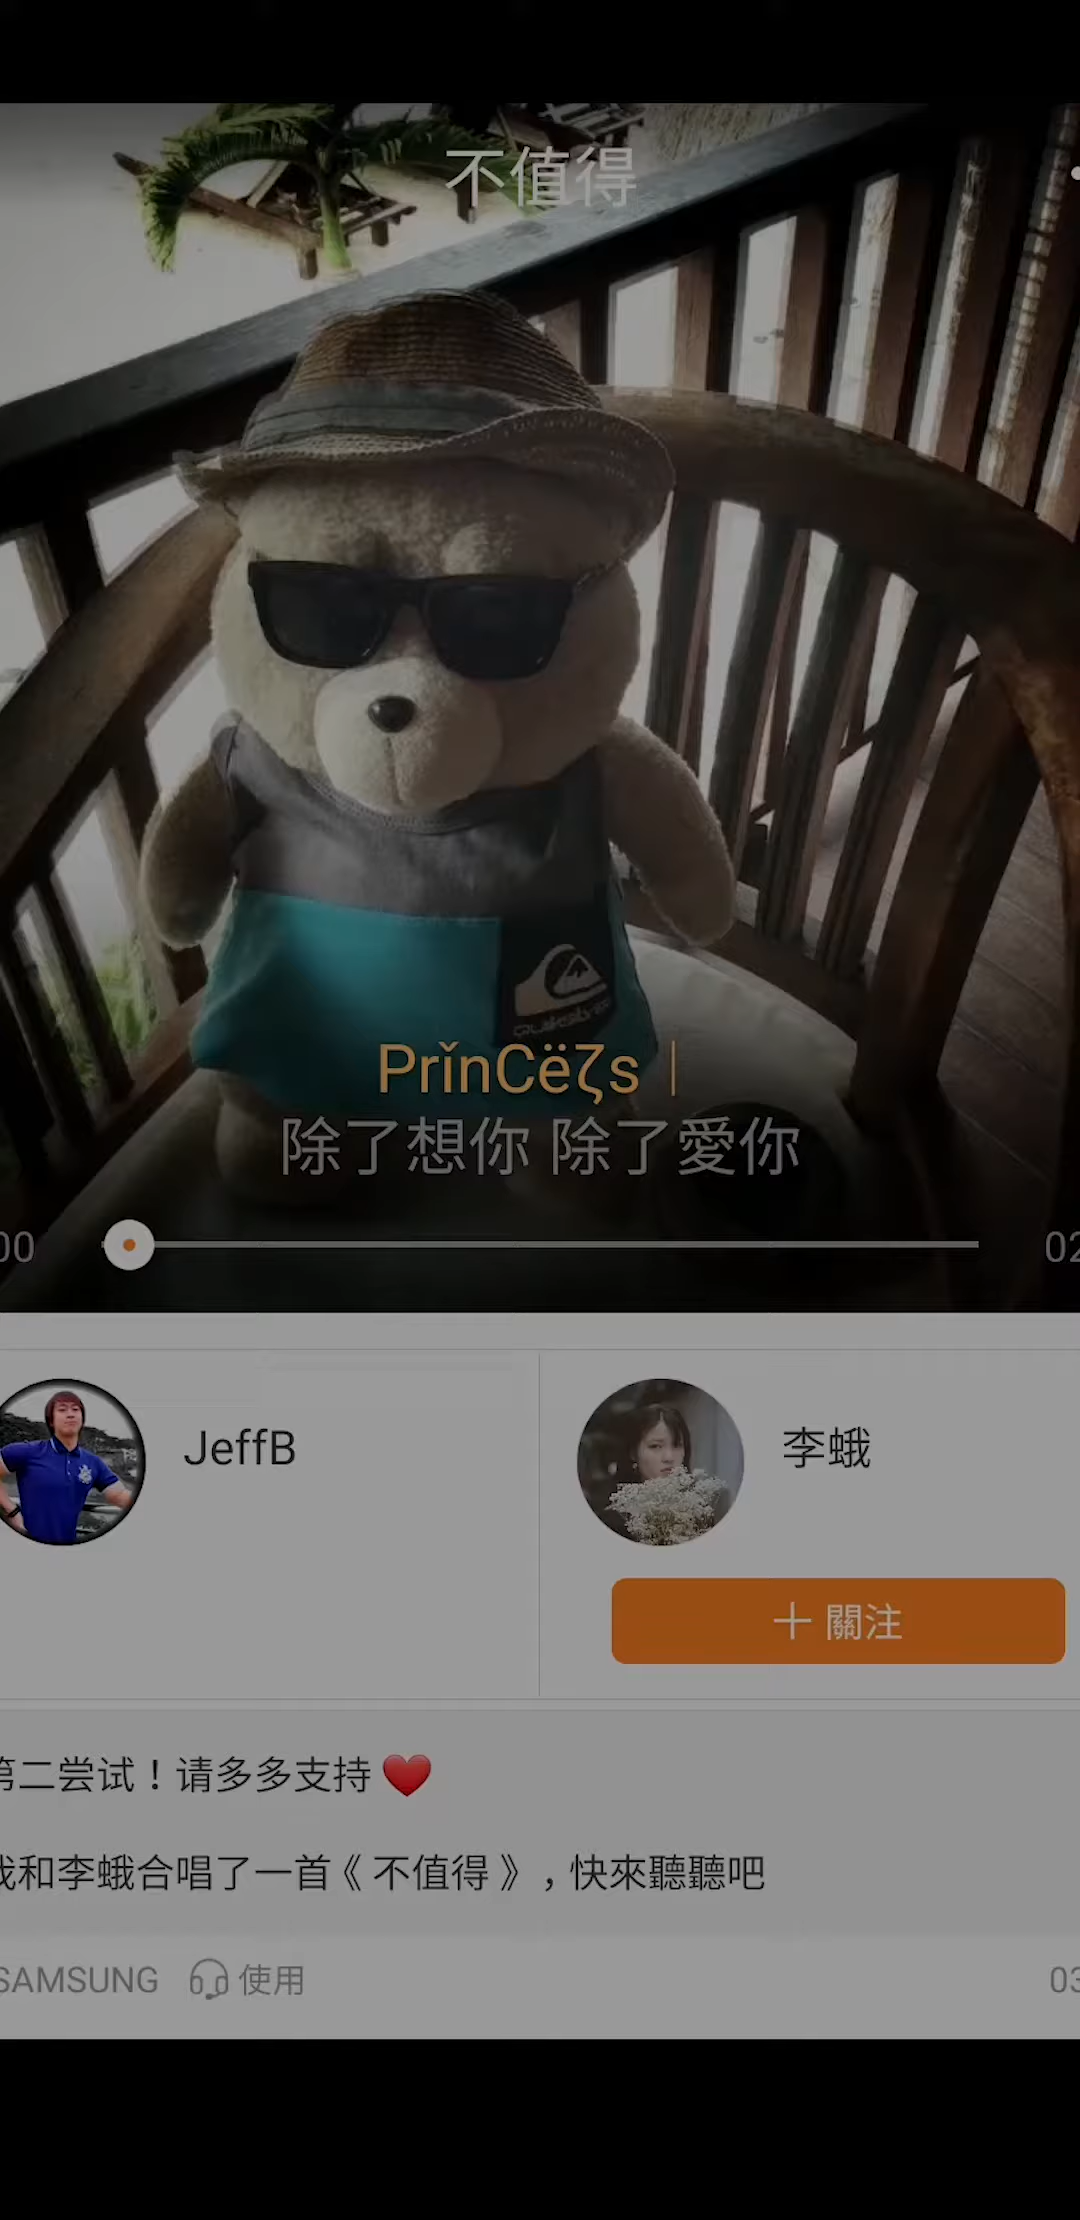 不值得
QUIKSILVER
PrǐnCëζs｜
除了想你 除了愛你
00
02
JeffB
李蛾
＋ 關注
第二尝试！请多多支持 ❤️
我和李蛾合唱了一首《 不值得 》，快來聽聽吧
SAMSUNG 使用
03